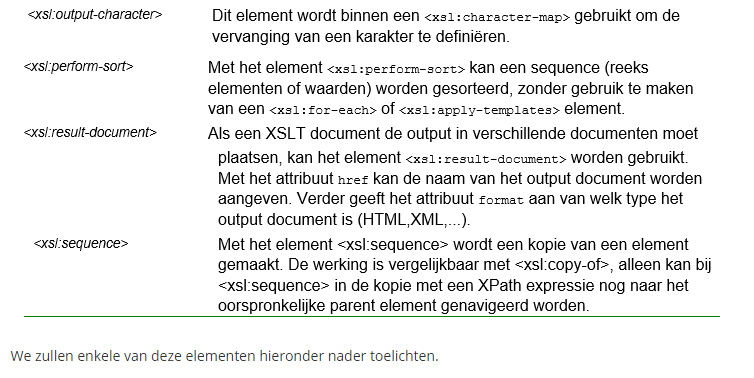 <xsl:output-character> Dit element wordt binnen een <xsl:character-map> gebruikt om de
vervanging van een karakter te definiëren.
<xsl:perform-sort> Met het element <xsl:perform-sort> kan een sequence (reeks
elementen of waarden) worden gesorteerd, zonder gebruik te maken
van een <xsl:for-each> of <xsl:apply-templates> element.
<xsl:result-document> Als een XSLT document de output in verschillende documenten moet
plaatsen, kan het element <xsl:result-document> worden gebruikt.
Met het attribuut href kan de naam van het output document worden
aangeven. Verder geeft het attribuut format aan van welk type het
output document is (HTML,XML,...).
<xsl:sequence> Met het element <xsl:sequence> wordt een kopie van een element
gemaakt. De werking is vergelijkbaar met <xsl:copy-of>, alleen kan bij
<xsl:sequence> in de kopie met een XPath expressie nog naar het
oorspronkelijke parent element genavigeerd worden.
We zullen enkele van deze elementen hieronder nader toelichten.